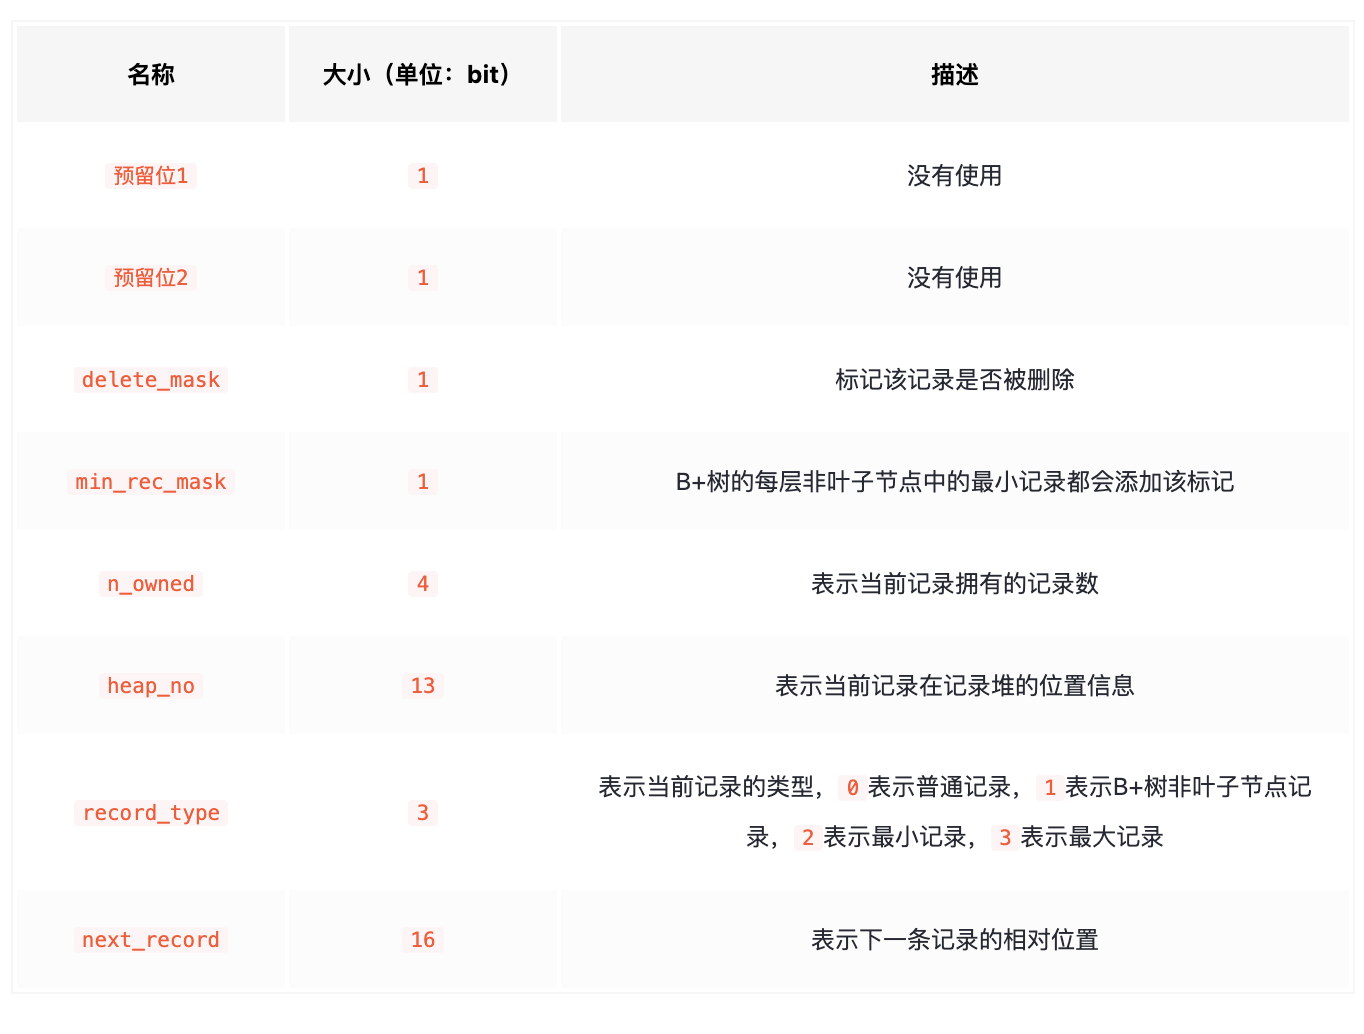 名称 大小（单位：bit） 描述
预留位1 1 没有使用
预留位2 1 没有使用
delete_mask 1 标记该记录是否被删除
min_rec_mask 1 B+树的每层非叶子节点中的最小记录都会添加该标记
n_owned 4 表示当前记录拥有的记录数
heap_no 13 表示当前记录在记录堆的位置信息
record_type 3 表示当前记录的类型，0表示普通记录，1表示B+树非叶子节点记
录，2表示最小记录，3表示最大记录
next_record 16 表示下一条记录的相对位置